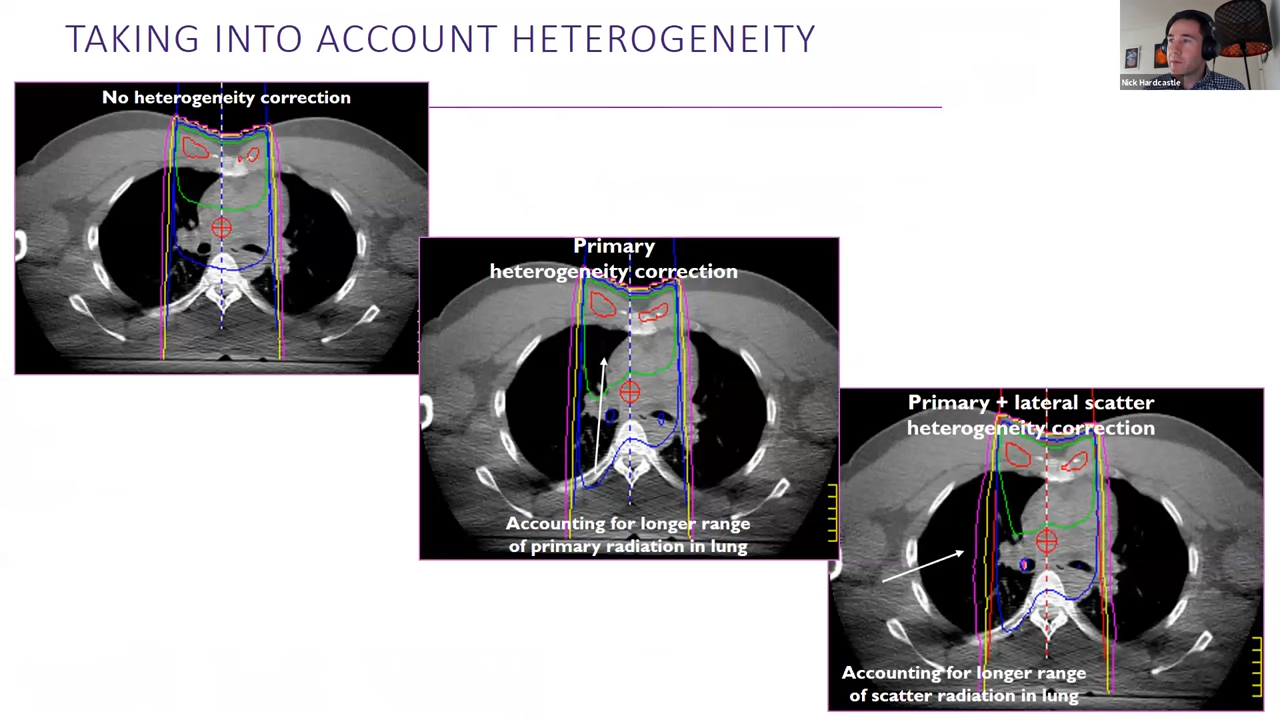 TAKING INTO ACCOUNT HETEROGENEITY
Nick Hardcastle
No heterogeneity correction
Primary
heterogeneity correction
Accounting for longer range
of primary radiation in lung
Primary + lateral scatter
heterogeneity correction
Accounting for longer range
of scatter radiation in lung